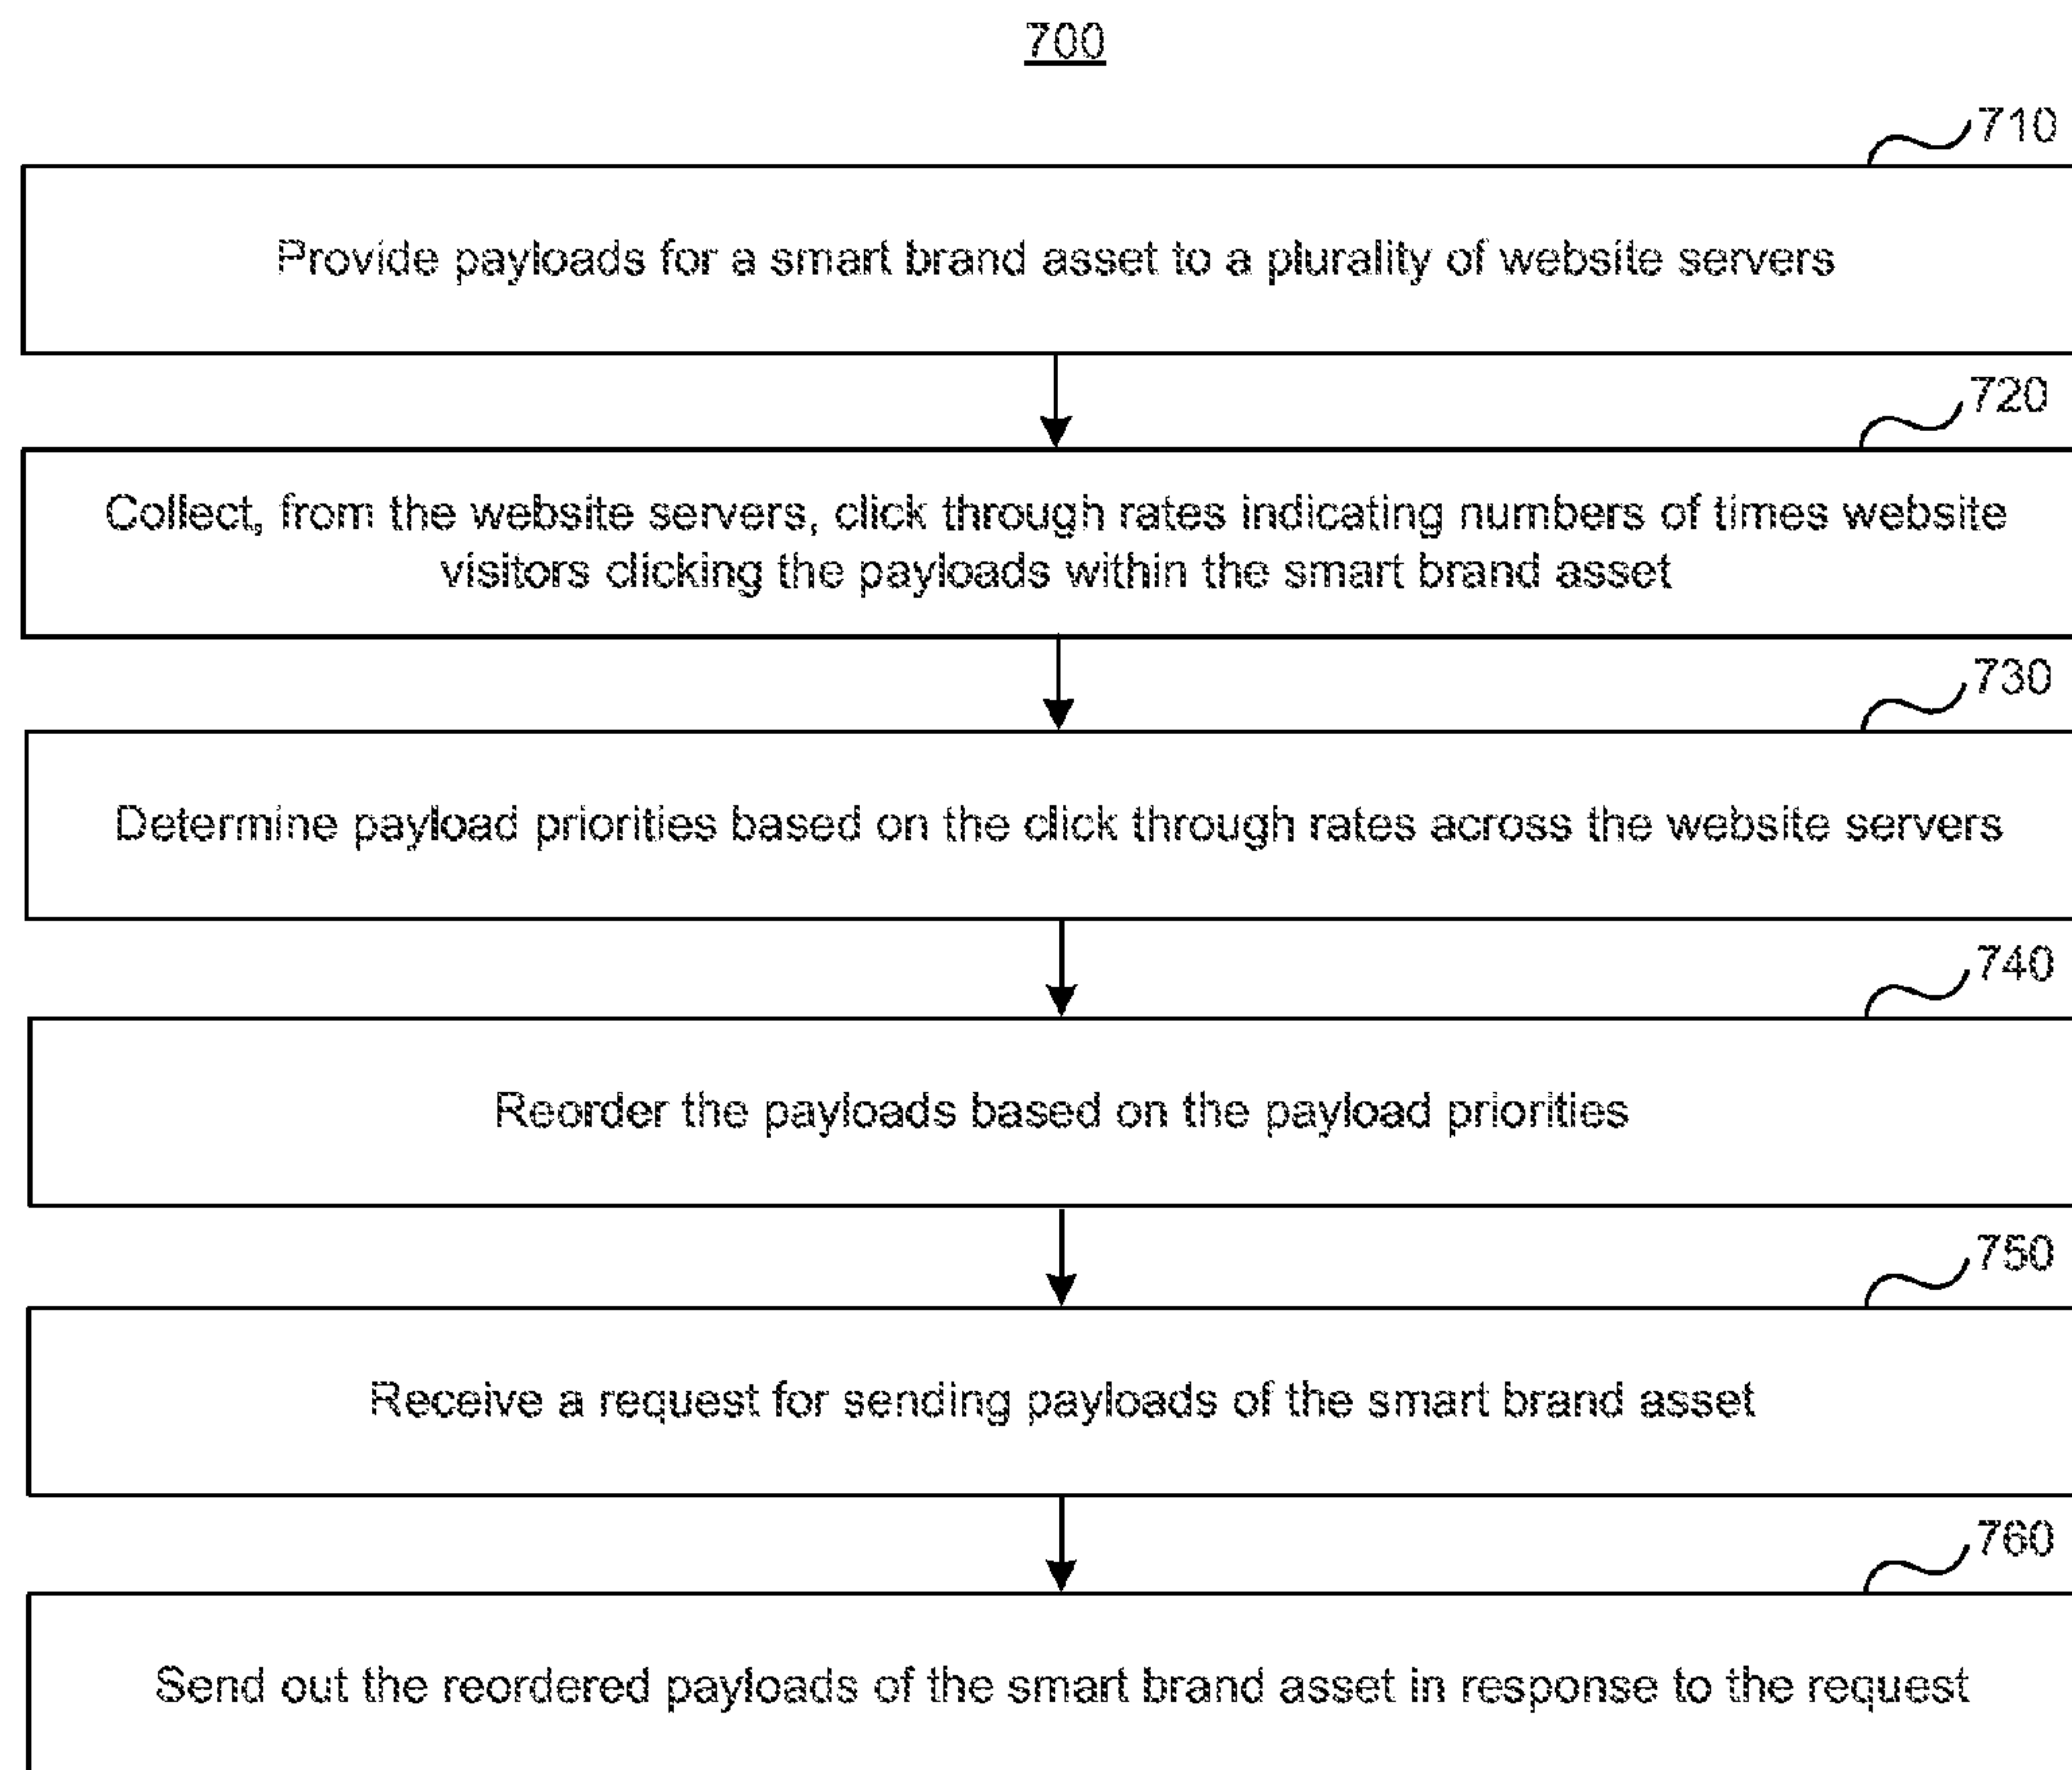 700
710
Provide payloads for a smart brand asset to a plurality of website servers
720
Collect, from the website servers, click through rates indicating numbers of times website
visitors clicking the payloads within the smart brand asset
730
Determine payload priorities based on the click through rates across the website servers
740
Reorder the payloads based on the payload priorities
750
Receive a request for sending payloads of the smart brand asset
760
Send out the reordered payloads of the smart brand asset in response to the request